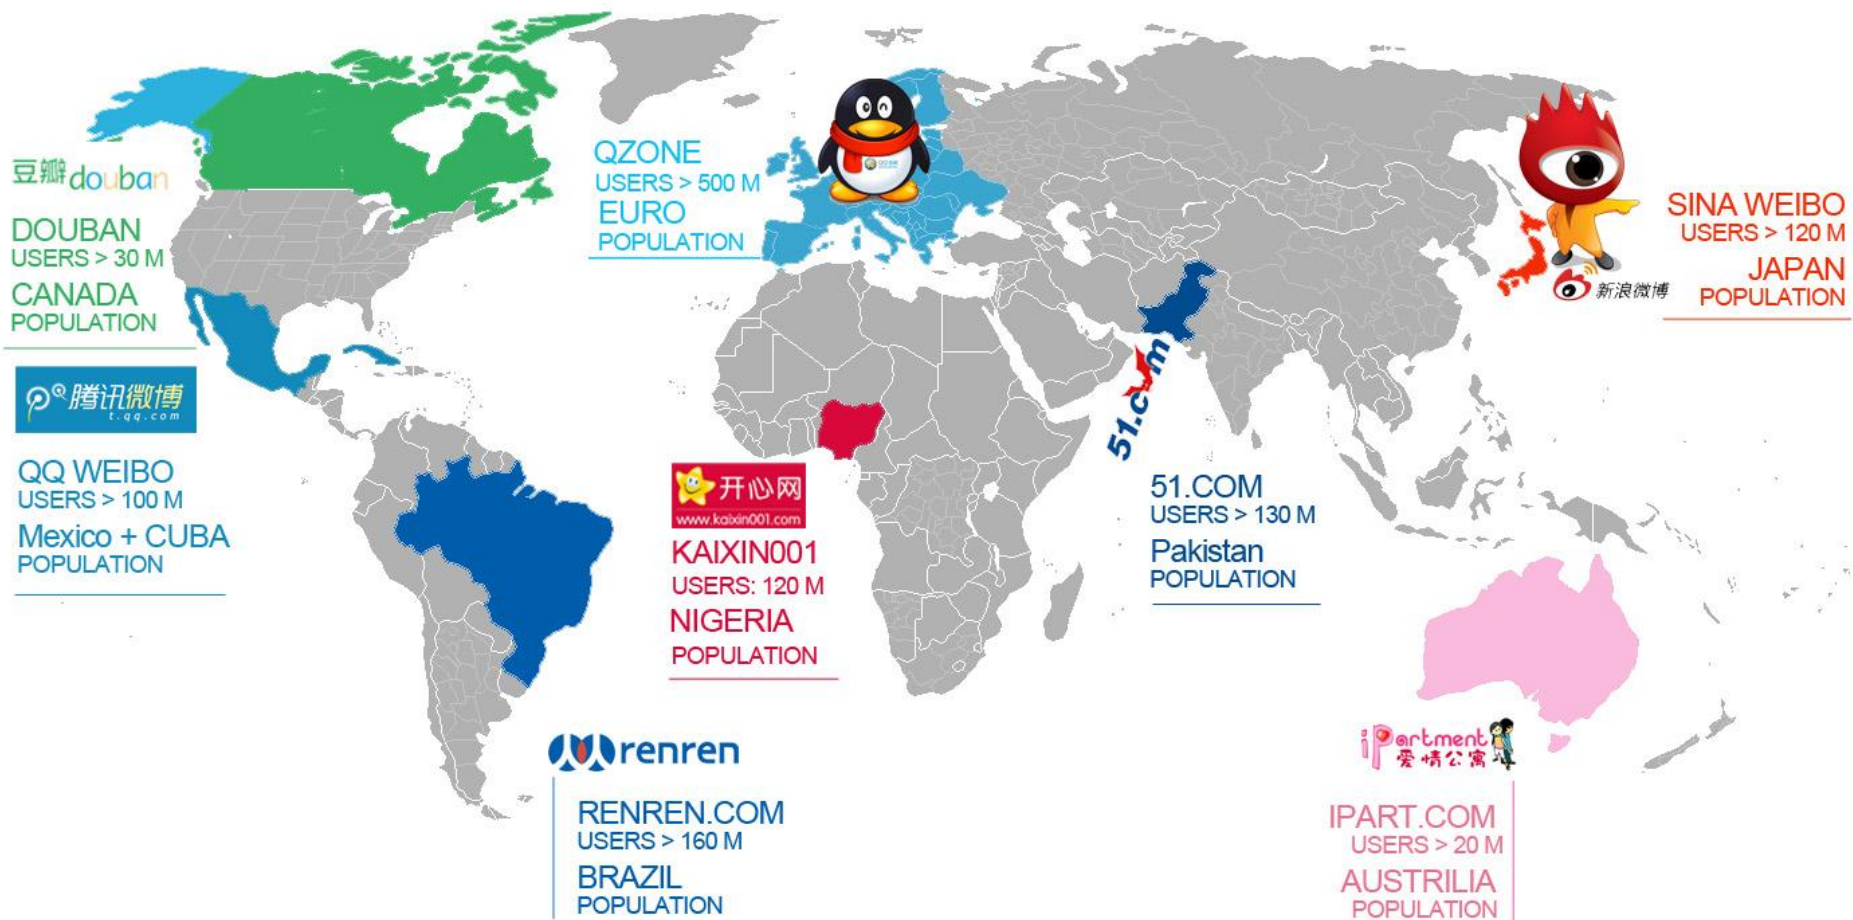 豆瓣douban
DOUBAN
USERS > 30 M
CANADA
POPULATION
腾讯微博
t.qq.com
QQ WEIBO
USERS > 100 M
Mexico + CUBA
POPULATION
QZONE
USERS > 500 M
EURO
POPULATION
开心网
www.kaixin001.com
KAIXIN001
USERS: 120 M
NIGERIA
POPULATION
renren
RENREN.COM
USERS > 160 M
BRAZIL
POPULATION
51.com
51.COM
USERS > 130 M
Pakistan
POPULATION
新浪微博
SINA WEIBO
USERS > 120 M
JAPAN
POPULATION
iPartment
爱情公寓
IPART.COM
USERS > 20 M
AUSTRILIA
POPULATION